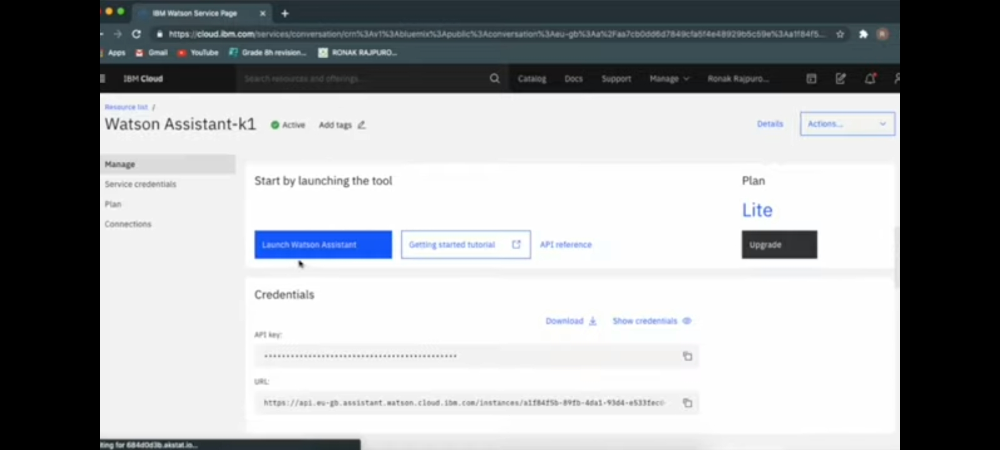 IBM Watson Service Page
https://cloud.ibm.com/services/conversation/crn%3Av1%3Abluemix%3Apublic%3Aconversation%3Aeu-gb%3Aa%2F
Apps Gmail YouTube Grade 8h revision... RONAK RAJPURO...
IBM Cloud Search resources and offerings... Catalog Docs Support Manage Ronak Rajpuro...
Resource list /
Watson Assistant-k1 Active Add tags Details Actions...
Manage
Service credentials
Plan
Connections
Start by launching the tool
Launch Watson Assistant Getting started tutorial API reference
Plan
Lite
Upgrade
Credentials
Download Show credentials
API key:
URL:
https://api.eu-gb.assistant.watson.cloud.ibm.com/instances/a1f84f5b-89fb-4da1-93d4-e533fec
ting for 684d0d3b.akstat.io...